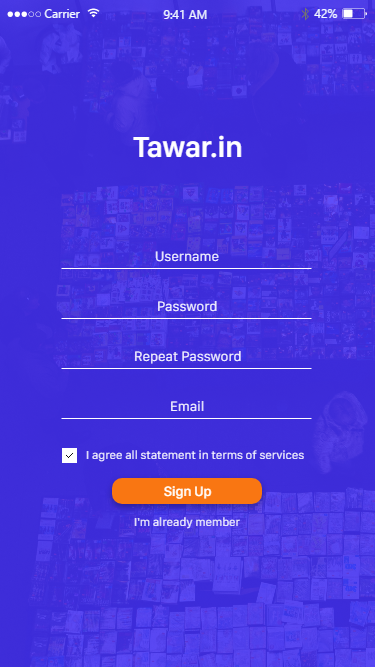 Carrier
9:41 AM
42%
Tawar.in
Username
Password
Repeat Password
Email
I agree all statement in terms of services
Sign Up
I'm already member